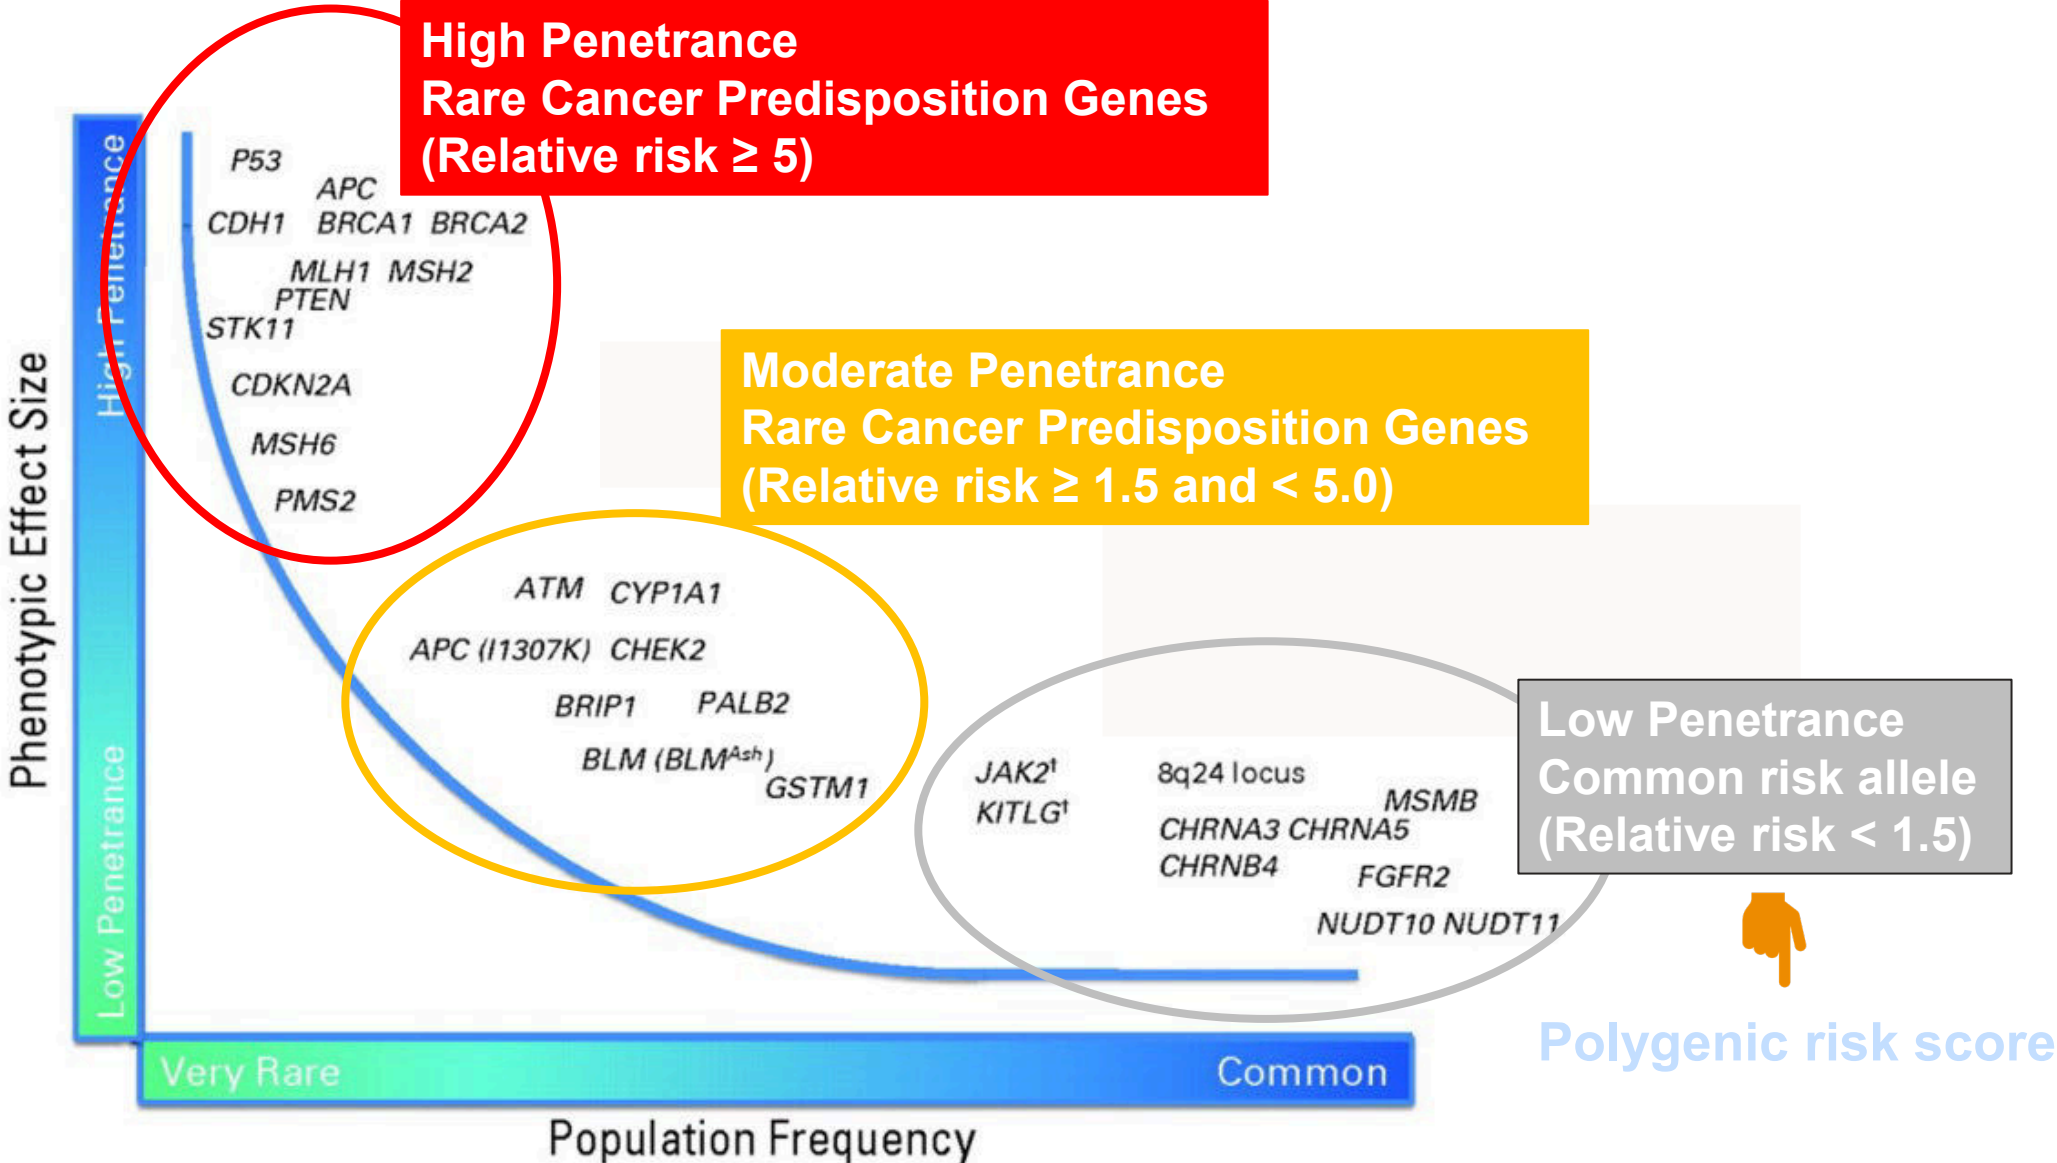 High Penetrance
Rare Cancer Predisposition Genes
(Relative risk ≥ 5)
Phenotypic Effect Size
High Penetrance
Low Penetrance
P53
APC
CDH1 BRCA1 BRCA2
MLH1 MSH2
PTEN
STK11
CDKN2A
MSH6
PMS2
Moderate Penetrance
Rare Cancer Predisposition Genes
(Relative risk ≥ 1.5 and < 5.0)
ATM CYP1A1
APC (I1307K) CHEK2
BRIP1 PALB2
BLM (BLMAsh)
GSTM1
Low Penetrance
Common risk allele
(Relative risk < 1.5)
JAK2† 8q24 locus
KITLG†
MSMB
CHRNA3 CHRNA5
CHRNB4
FGFR2
NUDT10 NUDT11
Polygenic risk score
Very Rare
Common
Population Frequency